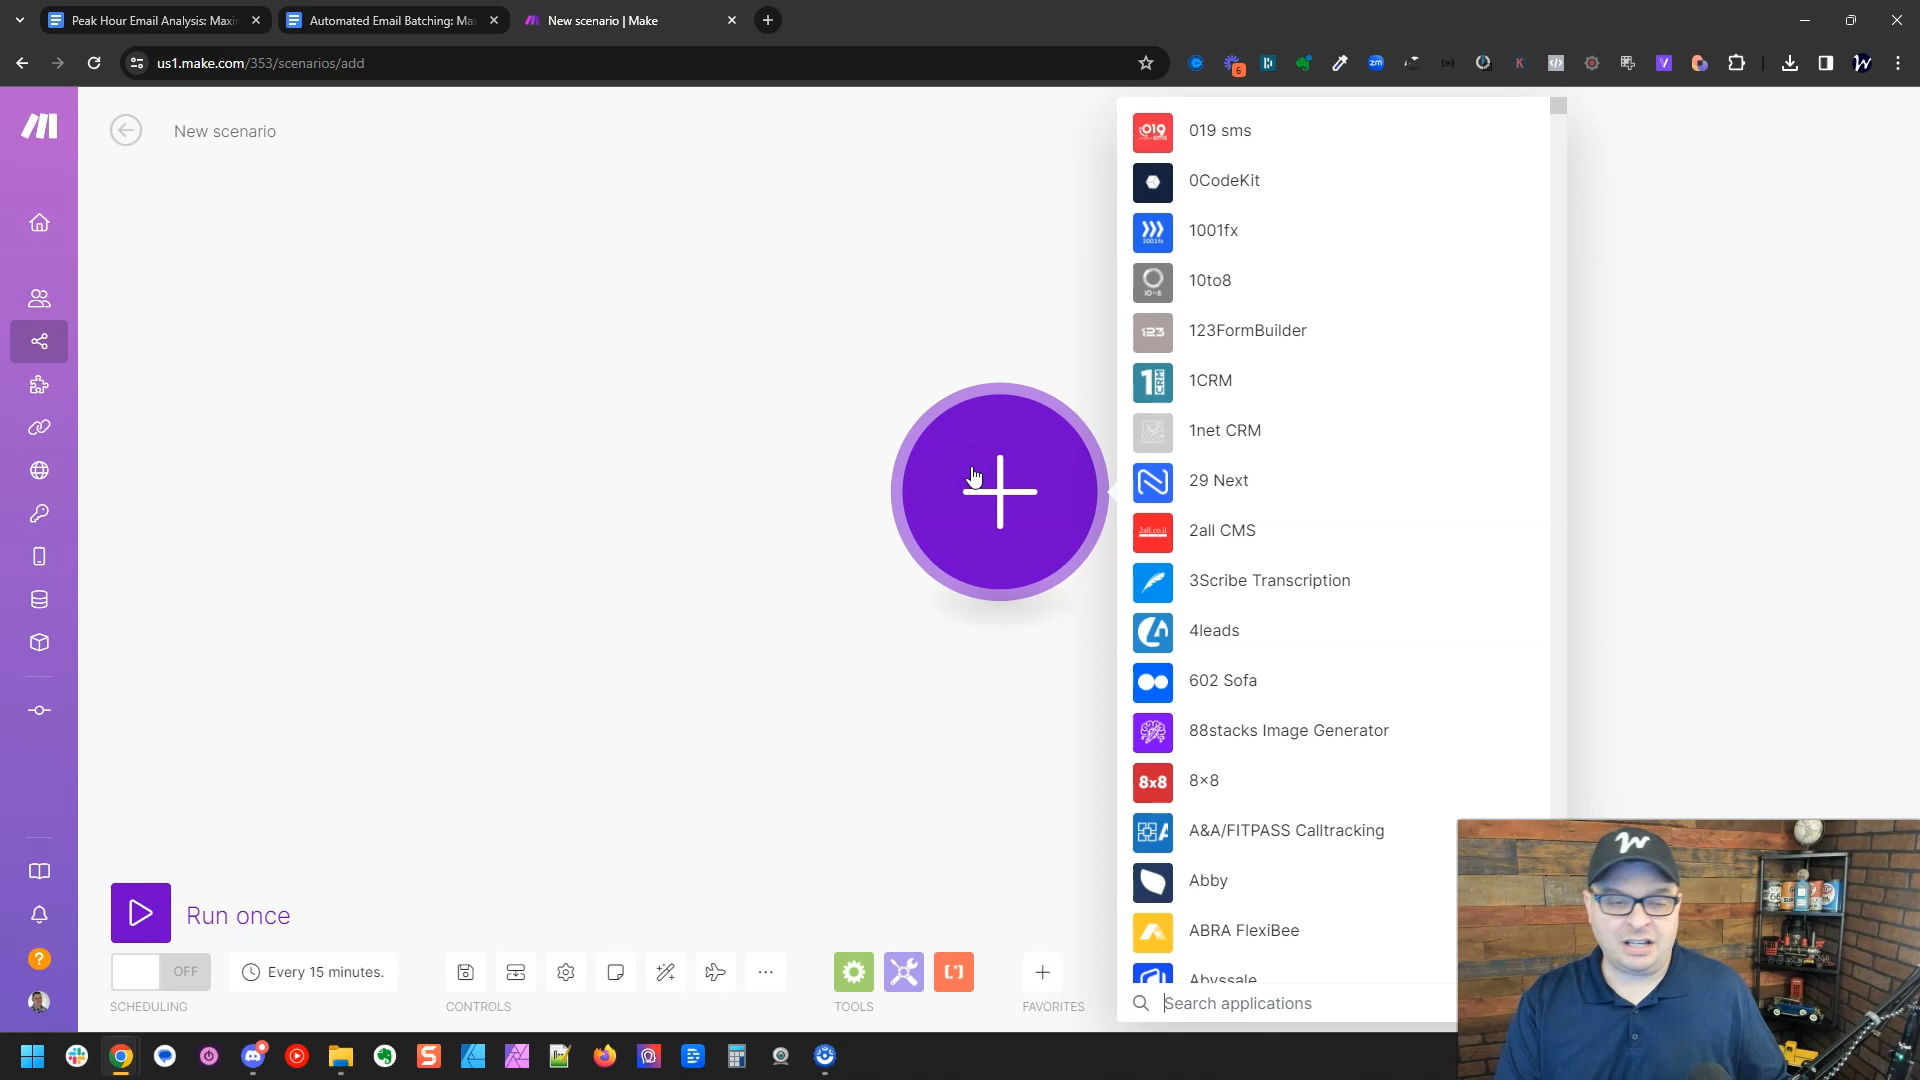 Peak Hour Email Analysis: Maxi
Automated Email Batching: Ma
New scenario | Make
us1.make.com/353/scenarios/add
6
New scenario
019 sms
0CodeKit
1001fx
10to8
123FormBuilder
1CRM
1net CRM
29 Next
2all CMS
3Scribe Transcription
4leads
602 Sofa
88stacks Image Generator
8x8
A&A/FITPASS Calltracking
Abby
ABRA FlexiBee
Abyssale
Search applications
Run once
OFF
Every 15 minutes.
SCHEDULING
CONTROLS
TOOLS
FAVORITES